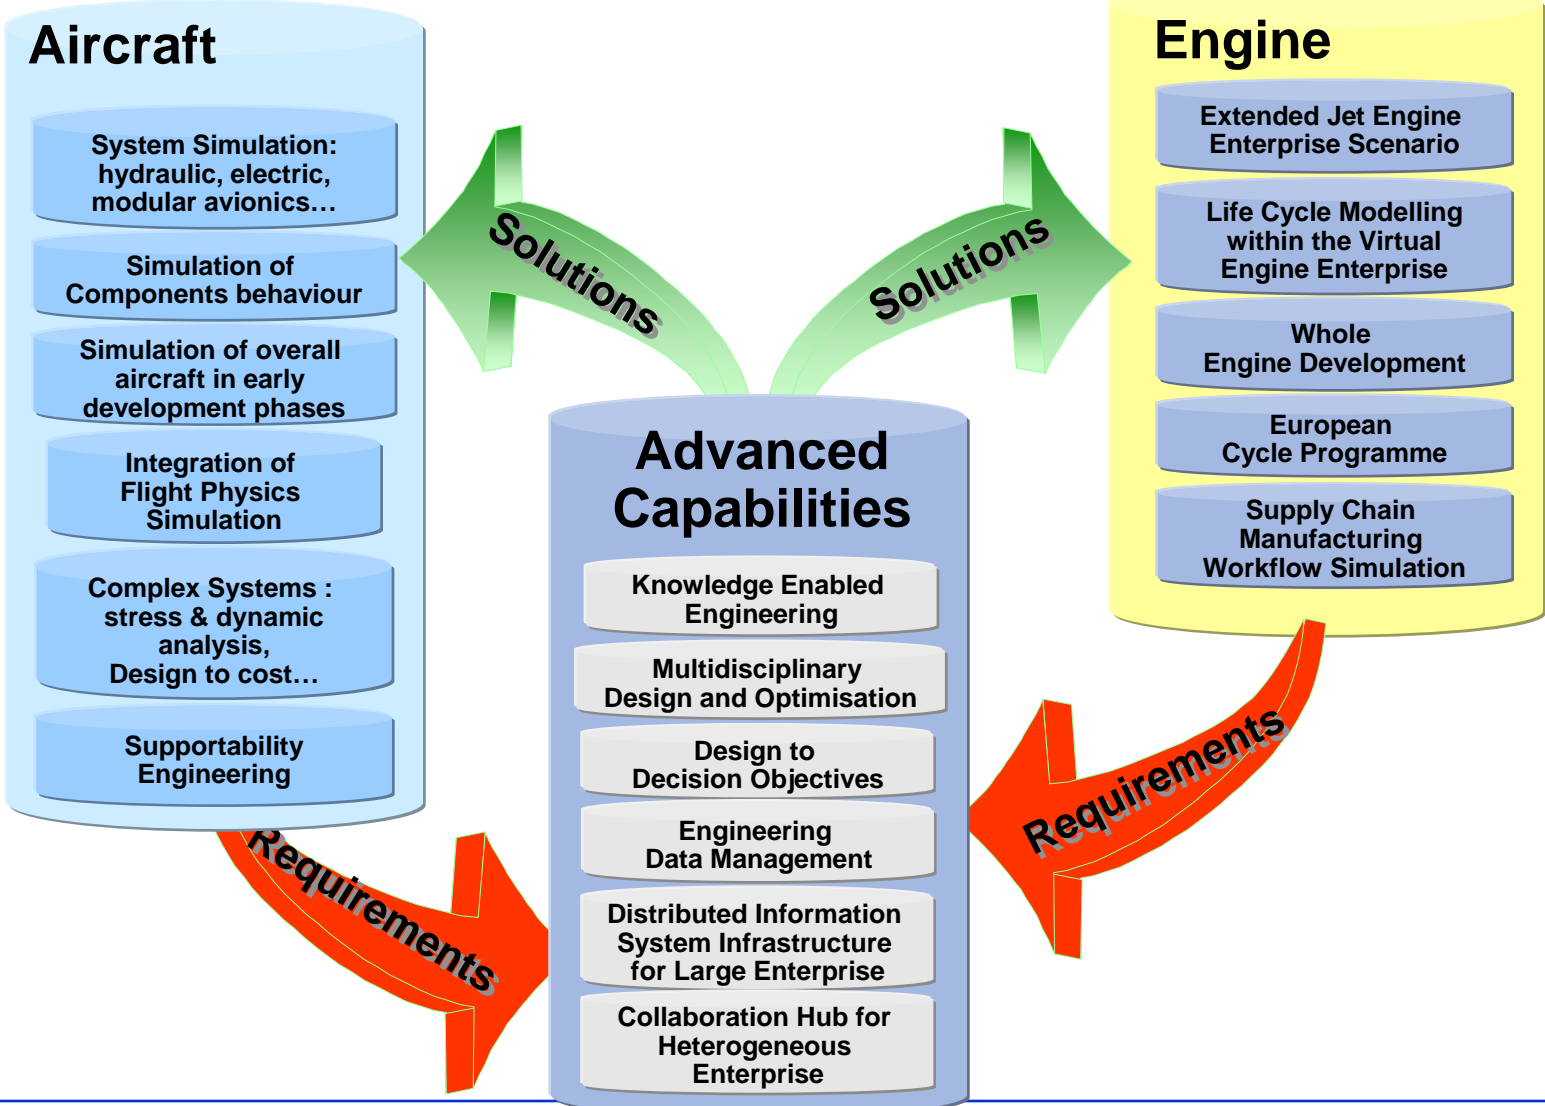 Aircraft
System Simulation:
hydraulic, electric,
modular avionics…
Simulation of
Components behaviour
Simulation of overall
aircraft in early
development phases
Integration of
Flight Physics
Simulation
Complex Systems :
stress & dynamic
analysis,
Design to cost…
Supportability
Engineering
Solutions
Solutions
Requirements
Requirements
Advanced
Capabilities
Knowledge Enabled
Engineering
Multidisciplinary
Design and Optimisation
Design to
Decision Objectives
Engineering
Data Management
Distributed Information
System Infrastructure
for Large Enterprise
Collaboration Hub for
Heterogeneous
Enterprise
Engine
Extended Jet Engine
Enterprise Scenario
Life Cycle Modelling
within the Virtual
Engine Enterprise
Whole
Engine Development
European
Cycle Programme
Supply Chain
Manufacturing
Workflow Simulation